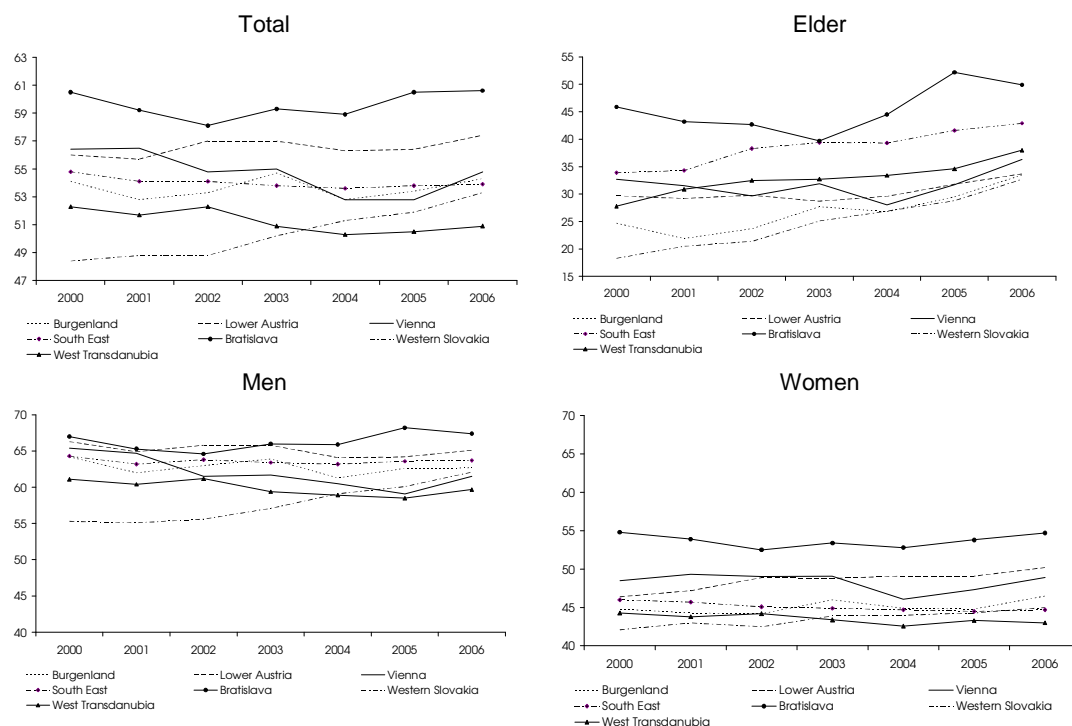 Total
63
61
59
57
55
53
51
49
47
2000 2001 2002 2003 2004 2005 2006
Burgenland Lower Austria Vienna
South East Bratislava Western Slovakia
West Transdanubia
Elder
55
50
45
40
35
30
25
20
15
2000 2001 2002 2003 2004 2005 2006
Burgenland Lower Austria Vienna
South East Bratislava Western Slovakia
West Transdanubia
Men
70
65
60
55
50
45
40
2000 2001 2002 2003 2004 2005 2006
Burgenland Lower Austria Vienna
South East Bratislava Western Slovakia
West Transdanubia
Women
70
65
60
55
50
45
40
2000 2001 2002 2003 2004 2005 2006
Burgenland Lower Austria Vienna
South East Bratislava Western Slovakia
West Transdanubia